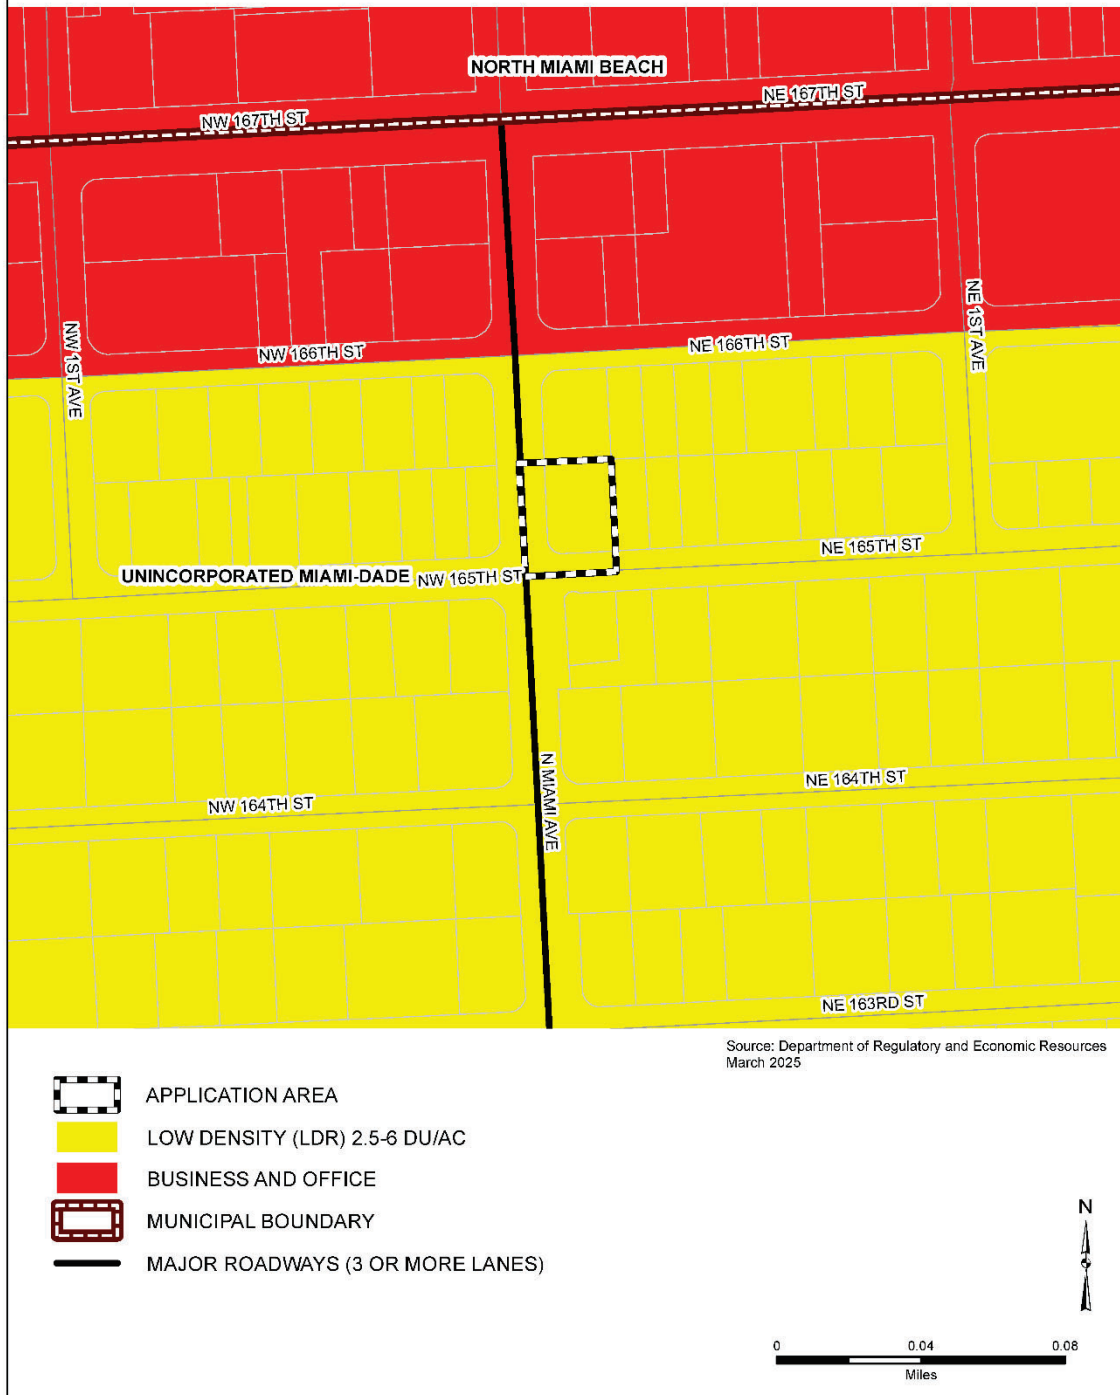 NORTH MIAMI BEACH
NE 167TH ST
NW 167TH ST
NW 1ST AVE
NW 166TH ST
NE 166TH ST
NE 1ST AVE
NE 165TH ST
UNINCORPORATED MIAMI-DADE
NW 165TH ST
N MIAMI AVE
NW 164TH ST
NE 164TH ST
NE 163RD ST
Source: Department of Regulatory and Economic Resources
March 2025
APPLICATION AREA
LOW DENSITY (LDR) 2.5-6 DU/AC
BUSINESS AND OFFICE
MUNICIPAL BOUNDARY
MAJOR ROADWAYS (3 OR MORE LANES)
N
0 0.04 0.08
Miles